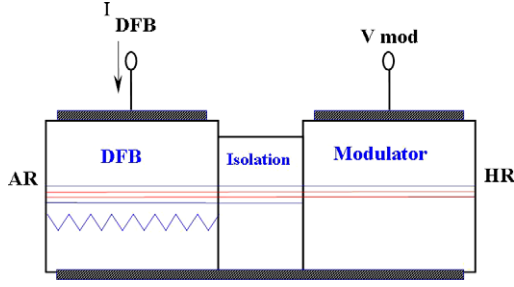 I
DFB
V mod
DFB
Isolation
Modulator
AR
HR